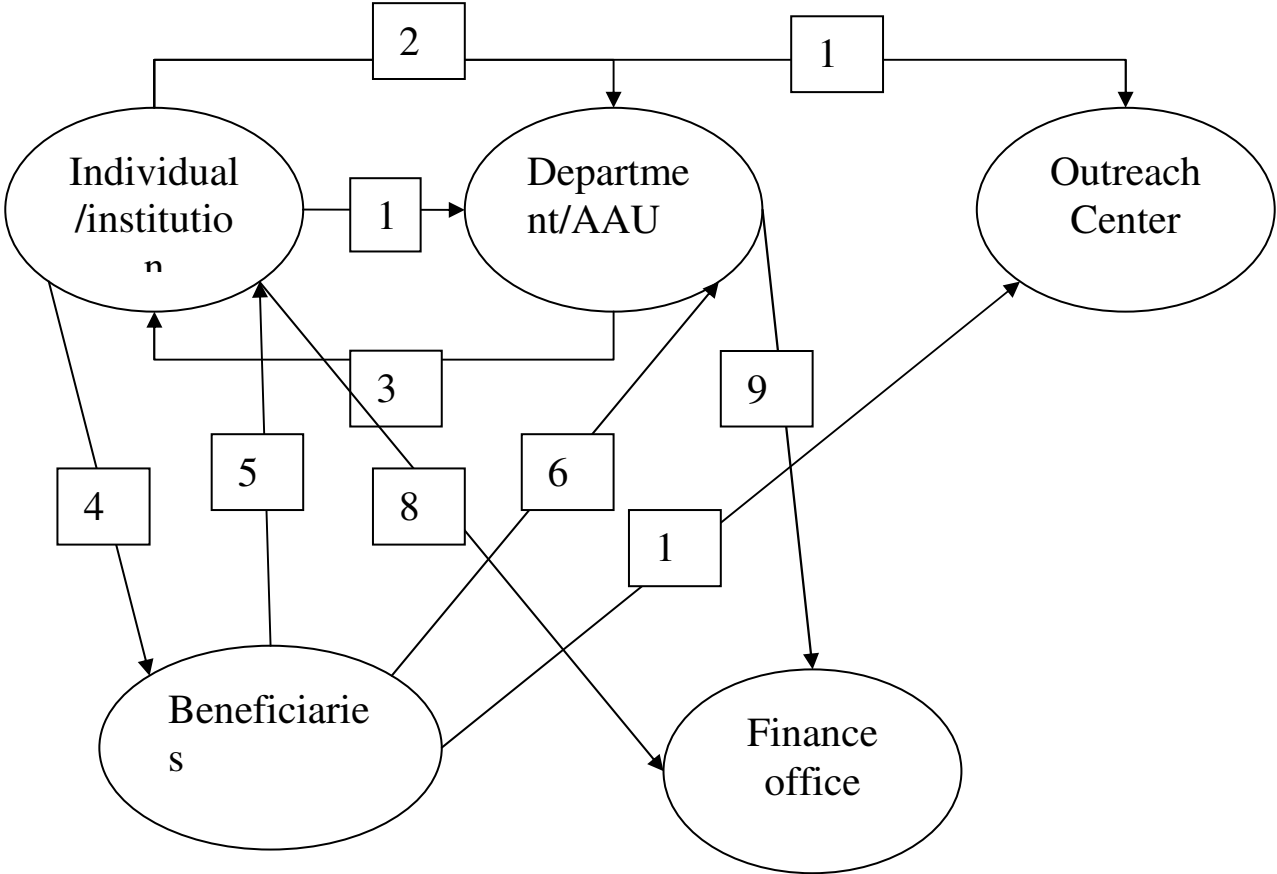 2
1
Individual
/institutio
n
1
Departme
nt/AAU
Outreach
Center
3
9
4
5
8
6
1
Beneficiarie
s
Finance
office